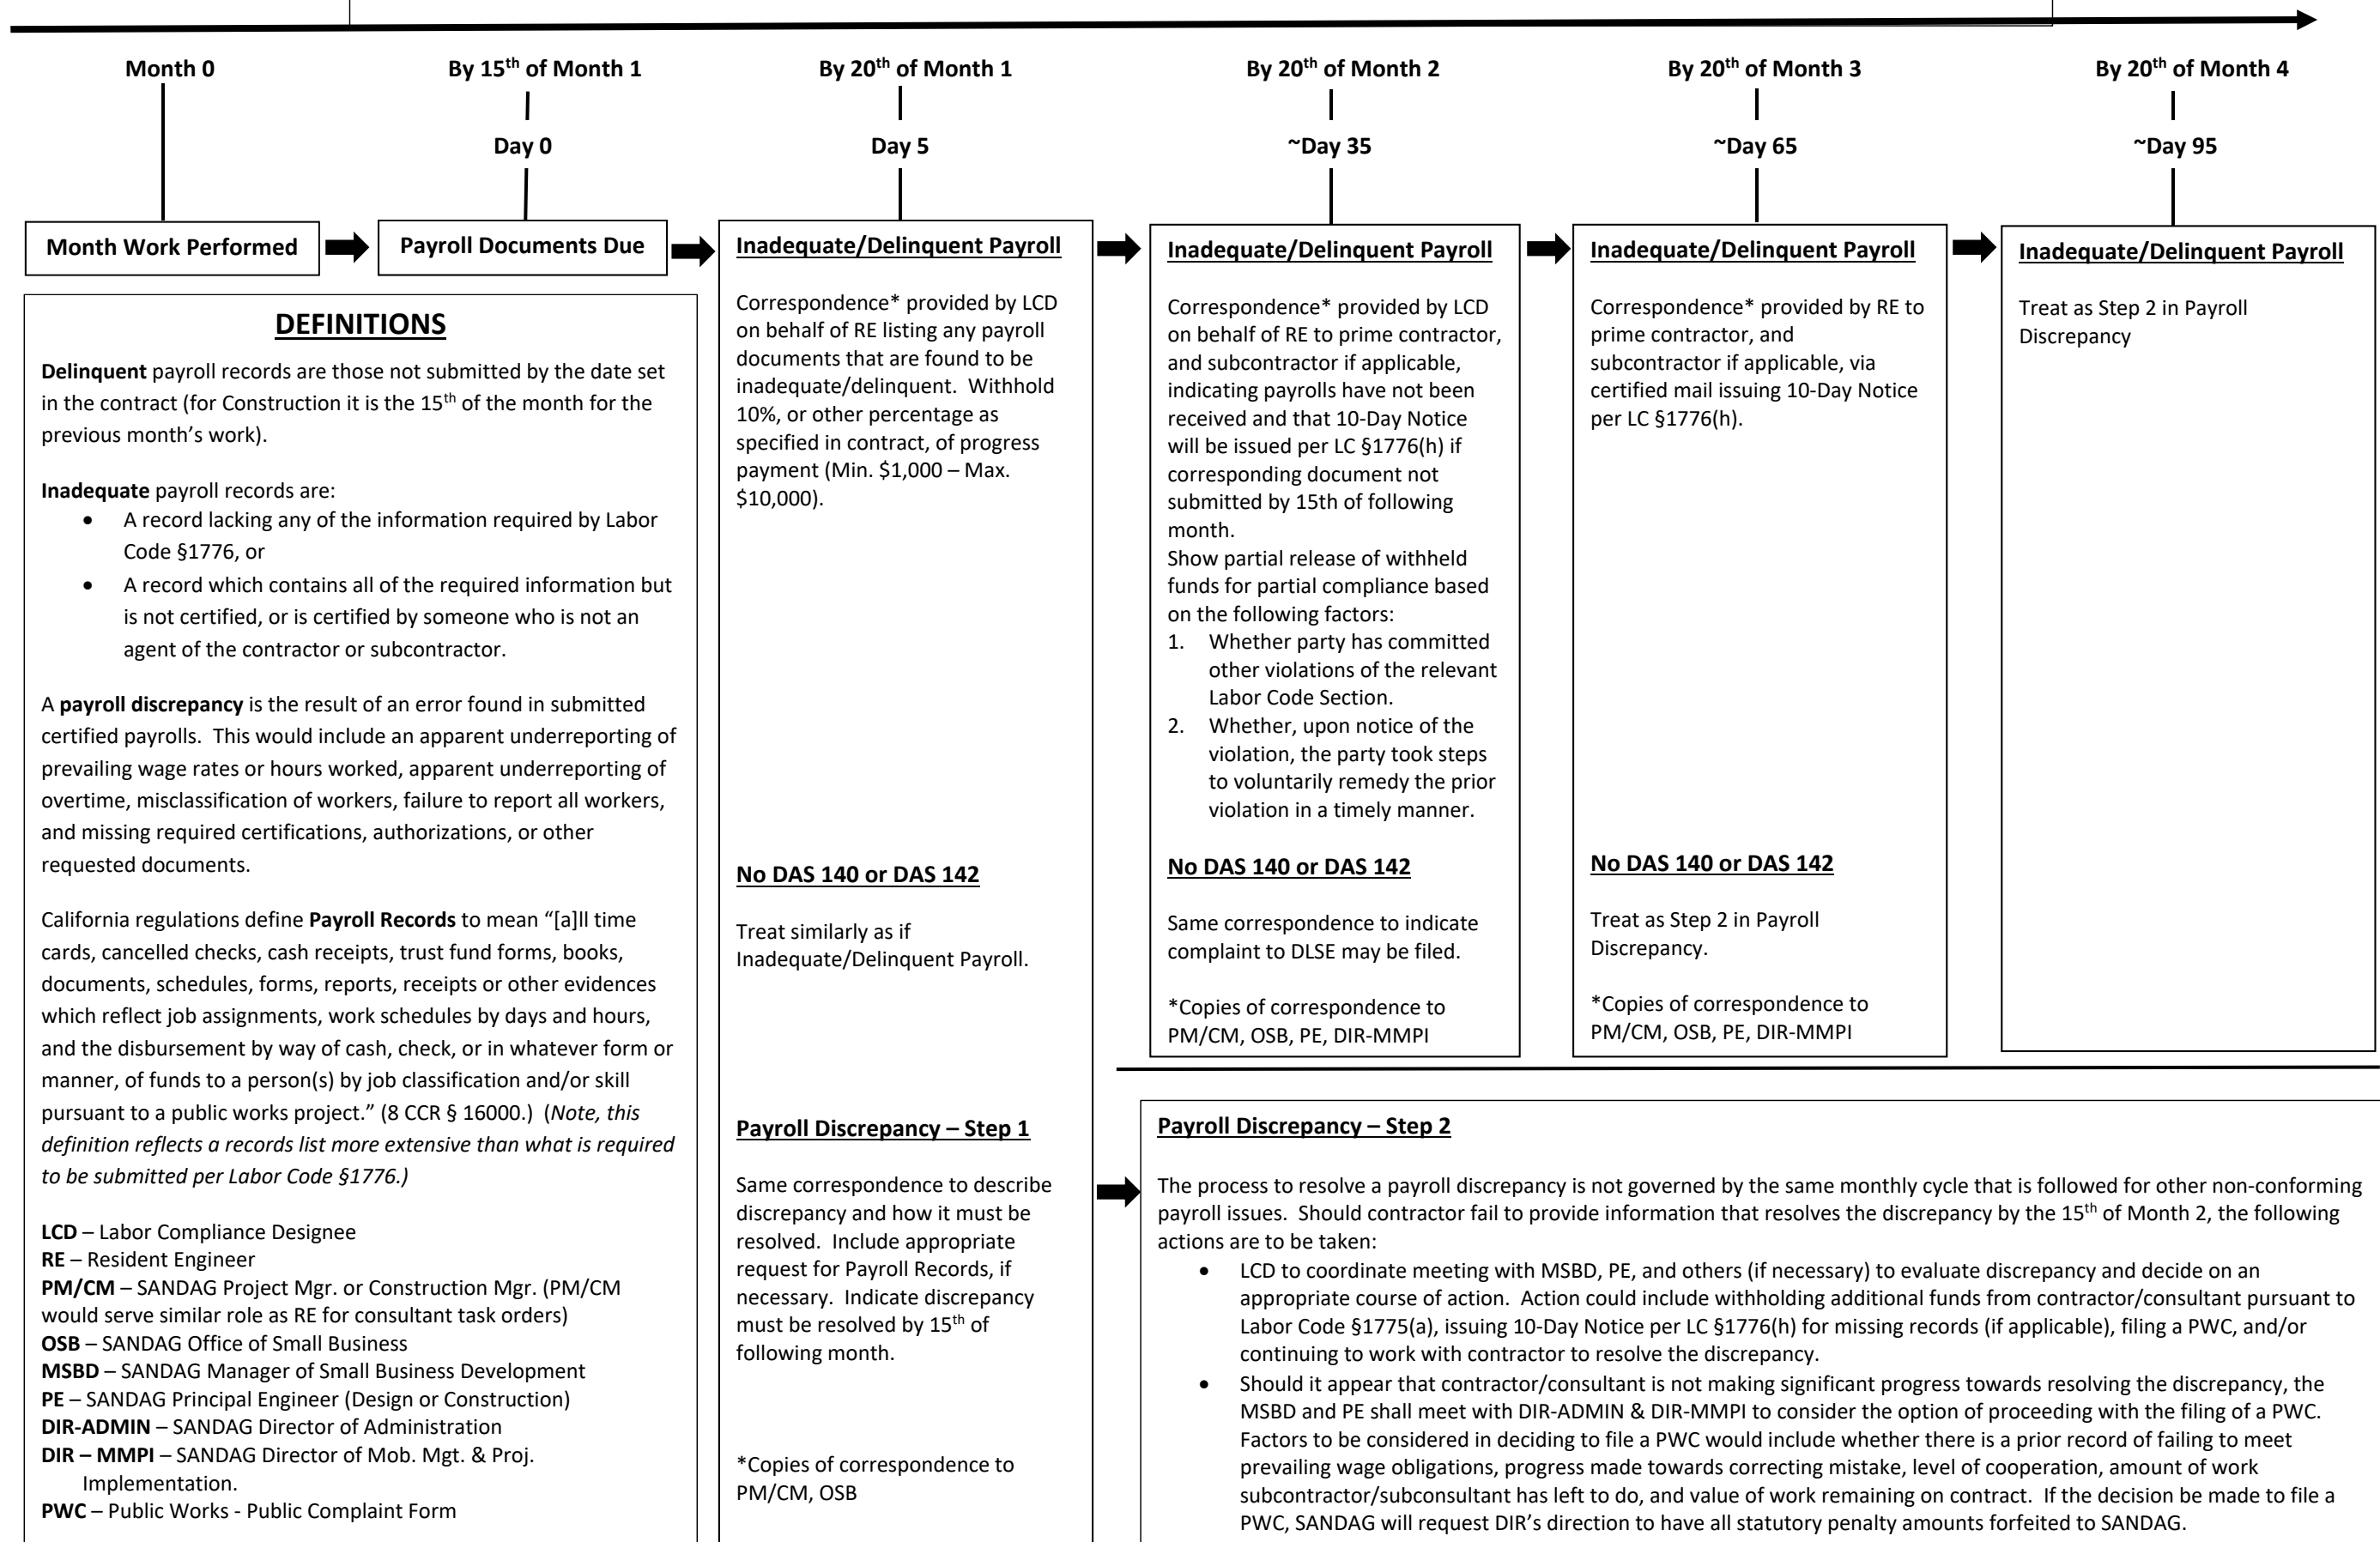 Month 0
By 15th of Month 1
By 20th of Month 1
By 20th of Month 2
By 20th of Month 3
By 20th of Month 4
Day 0
Day 5
~Day 35
~Day 65
~Day 95
Month Work Performed
Payroll Documents Due
DEFINITIONS
Delinquent payroll records are those not submitted by the date set
in the contract (for Construction it is the 15th of the month for the
previous month’s work).
Inadequate payroll records are:
• A record lacking any of the information required by Labor
Code §1776, or
• A record which contains all of the required information but
is not certified, or is certified by someone who is not an
agent of the contractor or subcontractor.
A payroll discrepancy is the result of an error found in submitted
certified payrolls. This would include an apparent underreporting of
prevailing wage rates or hours worked, apparent underreporting of
overtime, misclassification of workers, failure to report all workers,
and missing required certifications, authorizations, or other
requested documents.
California regulations define Payroll Records to mean “[a]ll time
cards, cancelled checks, cash receipts, trust fund forms, books,
documents, schedules, forms, reports, receipts or other evidences
which reflect job assignments, work schedules by days and hours,
and the disbursement by way of cash, check, or in whatever form or
manner, of funds to a person(s) by job classification and/or skill
pursuant to a public works project.” (8 CCR § 16000.) (Note, this
definition reflects a records list more extensive than what is required
to be submitted per Labor Code §1776.)
LCD – Labor Compliance Designee
RE – Resident Engineer
PM/CM – SANDAG Project Mgr. or Construction Mgr. (PM/CM
would serve similar role as RE for consultant task orders)
OSB – SANDAG Office of Small Business
MSBD – SANDAG Manager of Small Business Development
PE – SANDAG Principal Engineer (Design or Construction)
DIR-ADMIN – SANDAG Director of Administration
DIR – MMPI – SANDAG Director of Mob. Mgt. & Proj.
Implementation.
PWC – Public Works - Public Complaint Form
Inadequate/Delinquent Payroll
Correspondence* provided by LCD
on behalf of RE listing any payroll
documents that are found to be
inadequate/delinquent. Withhold
10%, or other percentage as
specified in contract, of progress
payment (Min. $1,000 – Max.
$10,000).
No DAS 140 or DAS 142
Treat similarly as if
Inadequate/Delinquent Payroll.
Payroll Discrepancy – Step 1
Same correspondence to describe
discrepancy and how it must be
resolved. Include appropriate
request for Payroll Records, if
necessary. Indicate discrepancy
must be resolved by 15th of
following month.
*Copies of correspondence to
PM/CM, OSB
Inadequate/Delinquent Payroll
Correspondence* provided by LCD
on behalf of RE to prime contractor,
and subcontractor if applicable,
indicating payrolls have not been
received and that 10-Day Notice
will be issued per LC §1776(h) if
corresponding document not
submitted by 15th of following
month.
Show partial release of withheld
funds for partial compliance based
on the following factors:
1. Whether party has committed
other violations of the relevant
Labor Code Section.
2. Whether, upon notice of the
violation, the party took steps
to voluntarily remedy the prior
violation in a timely manner.
No DAS 140 or DAS 142
Same correspondence to indicate
complaint to DLSE may be filed.
*Copies of correspondence to
PM/CM, OSB, PE, DIR-MMPI
Inadequate/Delinquent Payroll
Correspondence* provided by RE to
prime contractor, and
subcontractor if applicable, via
certified mail issuing 10-Day Notice
per LC §1776(h).
No DAS 140 or DAS 142
Treat as Step 2 in Payroll
Discrepancy.
*Copies of correspondence to
PM/CM, OSB, PE, DIR-MMPI
Inadequate/Delinquent Payroll
Treat as Step 2 in Payroll
Discrepancy
Payroll Discrepancy – Step 2
The process to resolve a payroll discrepancy is not governed by the same monthly cycle that is followed for other non-conforming
payroll issues. Should contractor fail to provide information that resolves the discrepancy by the 15th of Month 2, the following
actions are to be taken:
• LCD to coordinate meeting with MSBD, PE, and others (if necessary) to evaluate discrepancy and decide on an
appropriate course of action. Action could include withholding additional funds from contractor/consultant pursuant to
Labor Code §1775(a), issuing 10-Day Notice per LC §1776(h) for missing records (if applicable), filing a PWC, and/or
continuing to work with contractor to resolve the discrepancy.
• Should it appear that contractor/consultant is not making significant progress towards resolving the discrepancy, the
MSBD and PE shall meet with DIR-ADMIN & DIR-MMPI to consider the option of proceeding with the filing of a PWC.
Factors to be considered in deciding to file a PWC would include whether there is a prior record of failing to meet
prevailing wage obligations, progress made towards correcting mistake, level of cooperation, amount of work
subcontractor/subconsultant has left to do, and value of work remaining on contract. If the decision be made to file a
PWC, SANDAG will request DIR’s direction to have all statutory penalty amounts forfeited to SANDAG.